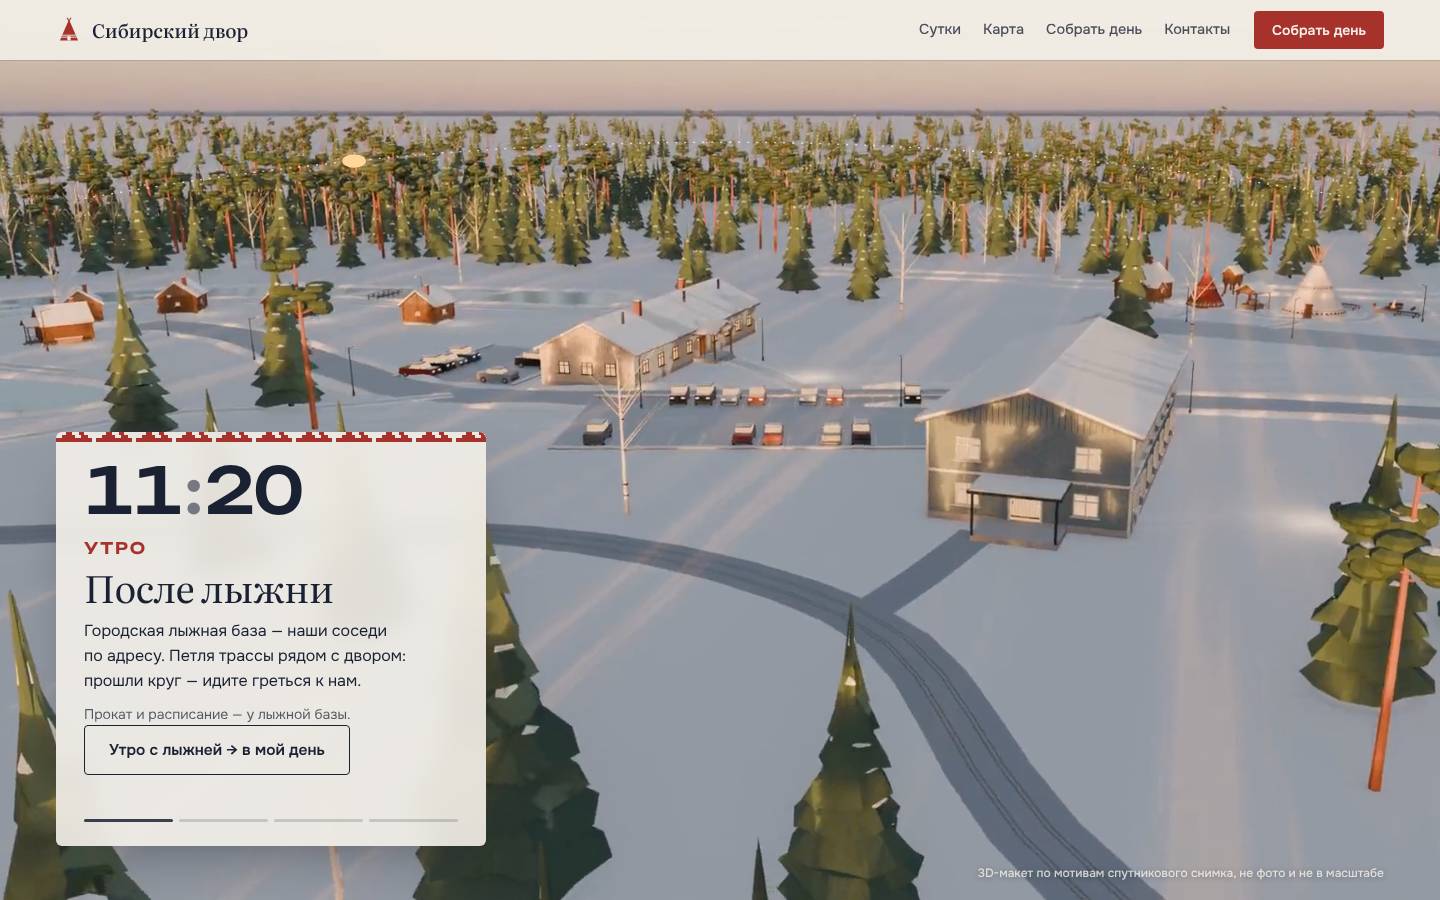 Сибирский двор
Сутки
Карта
Собрать день
Контакты
Собрать день
11:20
УТРО
После лыжни
Городская лыжная база — наши соседи
по адресу. Петля трассы рядом с двором:
прошли круг — идите греться к нам.
Прокат и расписание — у лыжной базы.
Утро с лыжней → в мой день
3D-макет по мотивам спутникового снимка, не фото и не в масштабе